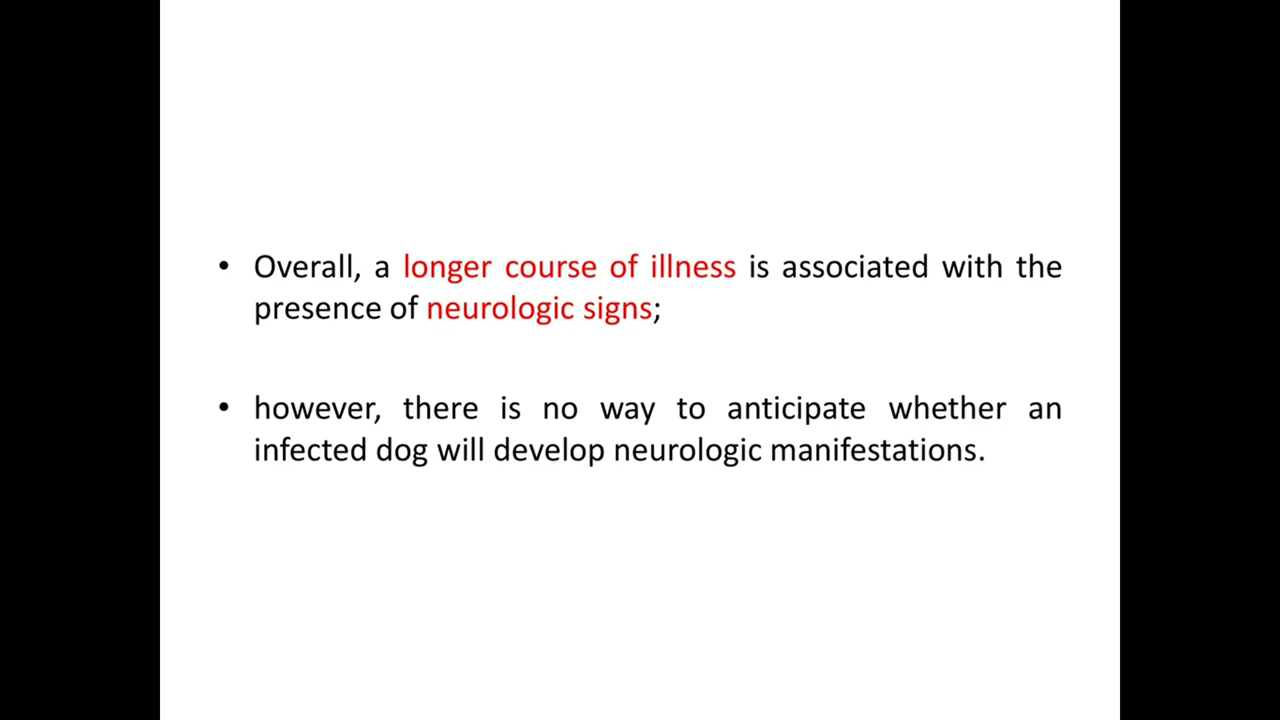 • Overall, a longer course of illness is associated with the
presence of neurologic signs;
• however, there is no way to anticipate whether an
infected dog will develop neurologic manifestations.